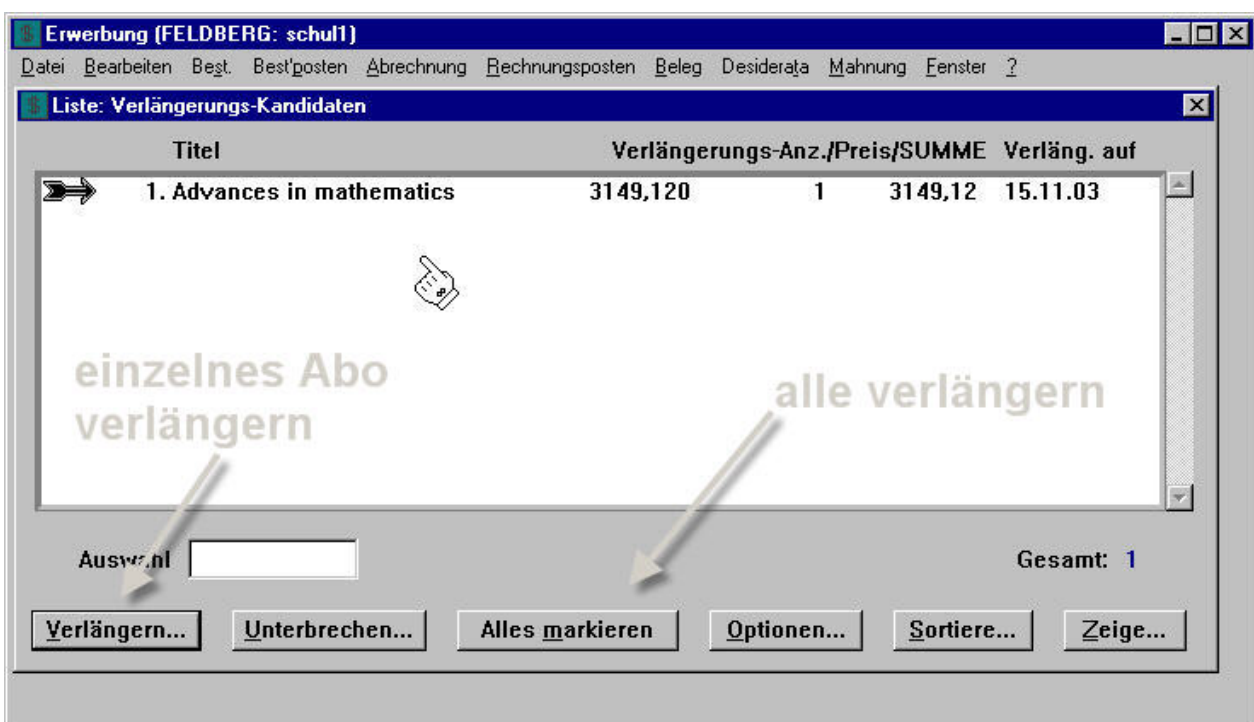 Erwerbung (FELDBERG: schul1)
Datei Bearbeiten Best. Best'posten Abrechnung Rechnungsposten Beleg Desiderata Mahnung Fenster ?
Liste: Verlängerungs-Kandidaten
Titel Verlängerungs-Anz./Preis/SUMME Verläng. auf
1. Advances in mathematics 3149,120 1 3149,12 15.11.03
einzelnes Abo
verlängern
alle verlängern
Auswahl Gesamt: 1
Verlängern... Unterbrechen... Alles markieren Optionen... Sortiere... Zeige...